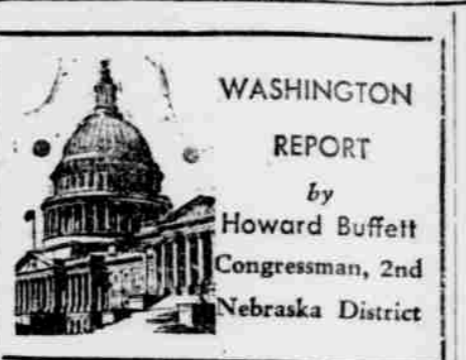 WASHINGTON
REPORT
by
Howard Buffett
Congressman, 2nd
Nebraska District